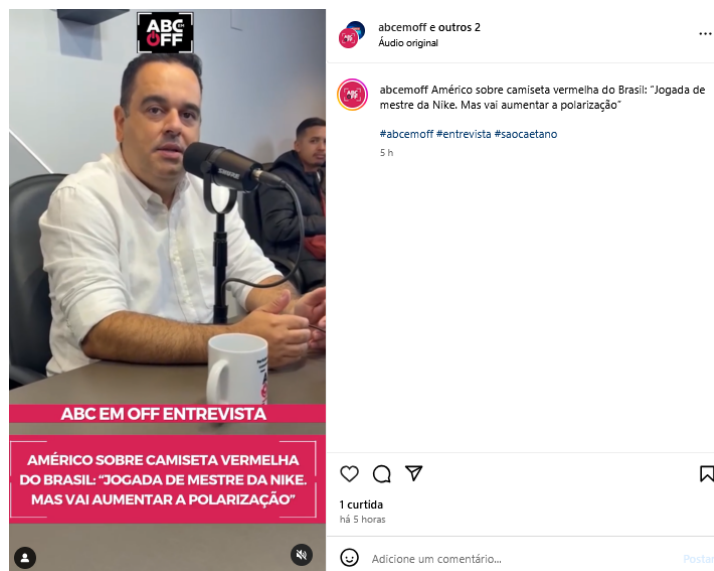 ABC EM
OFF
SHURE
ABC EM OFF ENTREVISTA
AMÉRICO SOBRE CAMISETA VERMELHA
DO BRASIL: “JOGADA DE MESTRE DA NIKE.
MAS VAI AUMENTAR A POLARIZAÇÃO”
abcemoff e outros 2
Áudio original
abcemoff Américo sobre camiseta vermelha do Brasil: “Jogada de
mestre da Nike. Mas vai aumentar a polarização”
#abcemoff #entrevista #saocaetano
5 h
1 curtida
há 5 horas
Adicione um comentário...
Postar